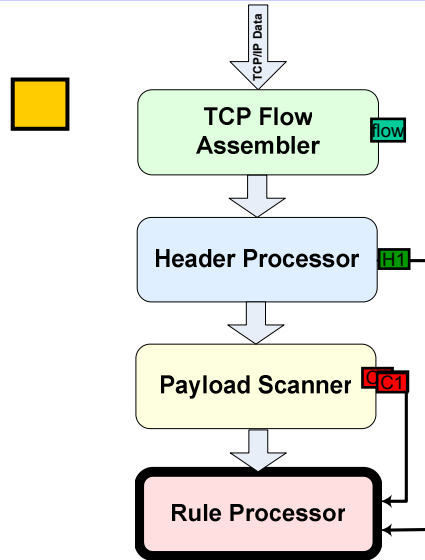 TCP/IP Data
TCP Flow
Assembler
flow
Header Processor
H1
Payload Scanner
C1
Rule Processor